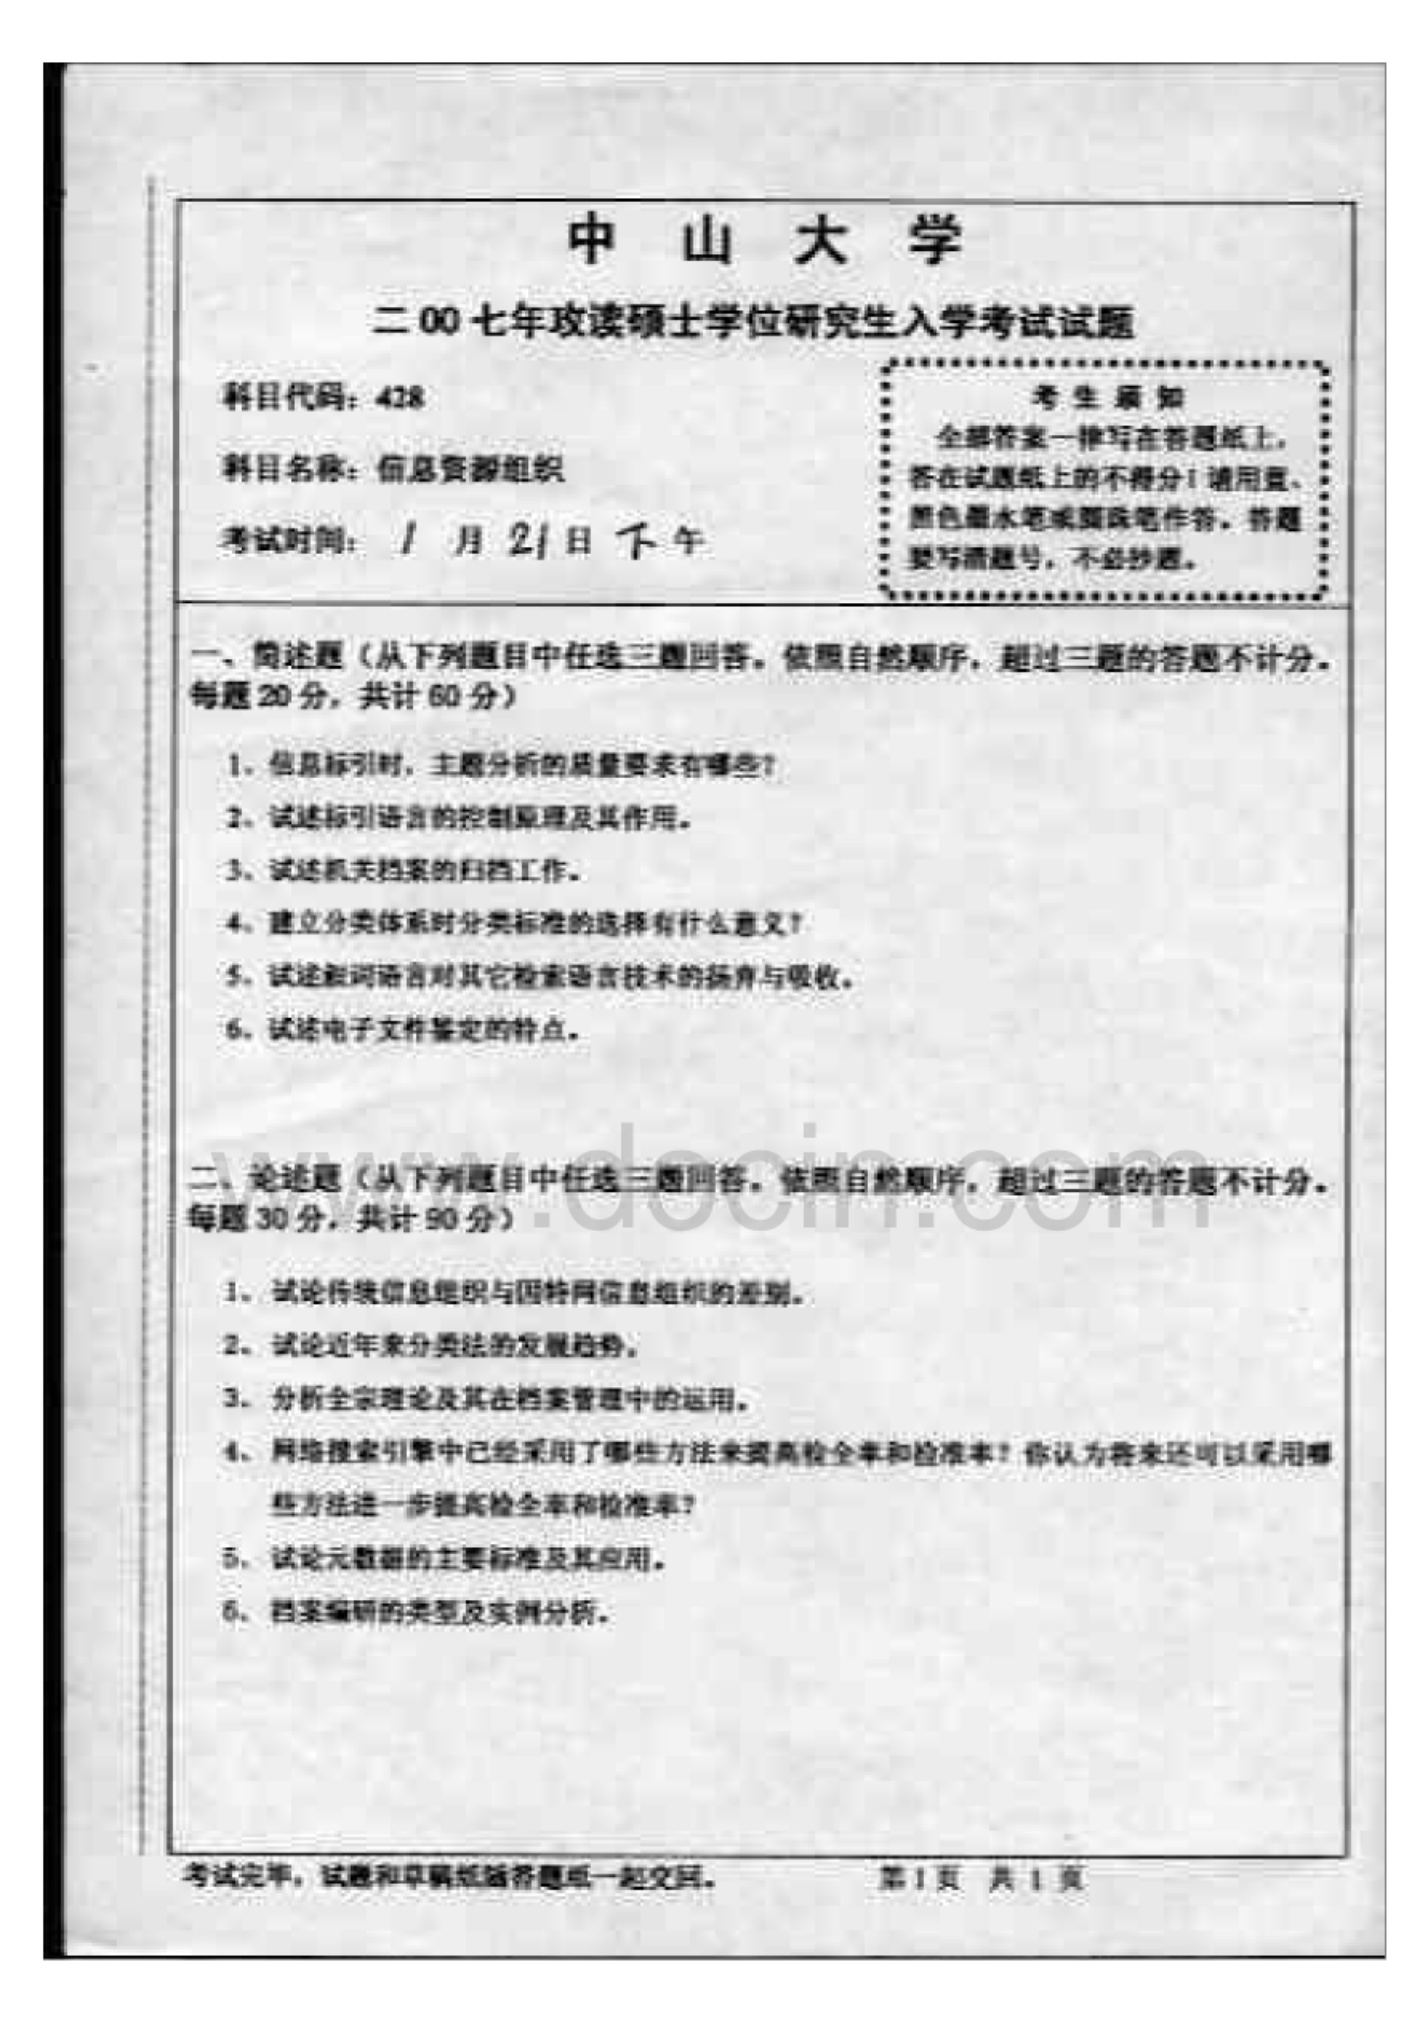 中 山 大 学
二00七年攻读硕士学位研究生入学考试试题
科目代码：428
科目名称：信息资源组织
考试时间： 1 月 21 日 下 午
考 生 须 知
全部答案一律写在答题纸上，
答在试题纸上的不得分！请用蓝、
黑色墨水笔或圆珠笔作答。答题
要写清题号，不必抄题。
一、简述题（从下列题目中任选三题回答。依照自然顺序，超过三题的答题不计分。
每题 20 分，共计 60 分）
1、信息标引时，主题分析的质量要求有哪些？
2、试述标引语言的控制原理及其作用。
3、试述机关档案的归档工作。
4、建立分类体系时分类标准的选择有什么意义？
5、试述叙词语言对其它检索语言技术的扬弃与吸收。
6、试述电子文件鉴定的特点。
www.docin.com
二、论述题（从下列题目中任选三题回答。依照自然顺序，超过三题的答题不计分。
每题 30 分，共计 90 分）
1、试论传统信息组织与因特网信息组织的差别。
2、试论近年来分类法的发展趋势。
3、分析全宗理论及其在档案管理中的运用。
4、网络搜索引擎中已经采用了哪些方法来提高检全率和检准率？你认为将来还可以采用哪
些方法进一步提高检全率和检准率？
5、试论元数据的主要标准及其应用。
6、档案编研的类型及实例分析。
考试完毕，试题和草稿纸随答题纸一起交回。 第 1 页 共 1 页